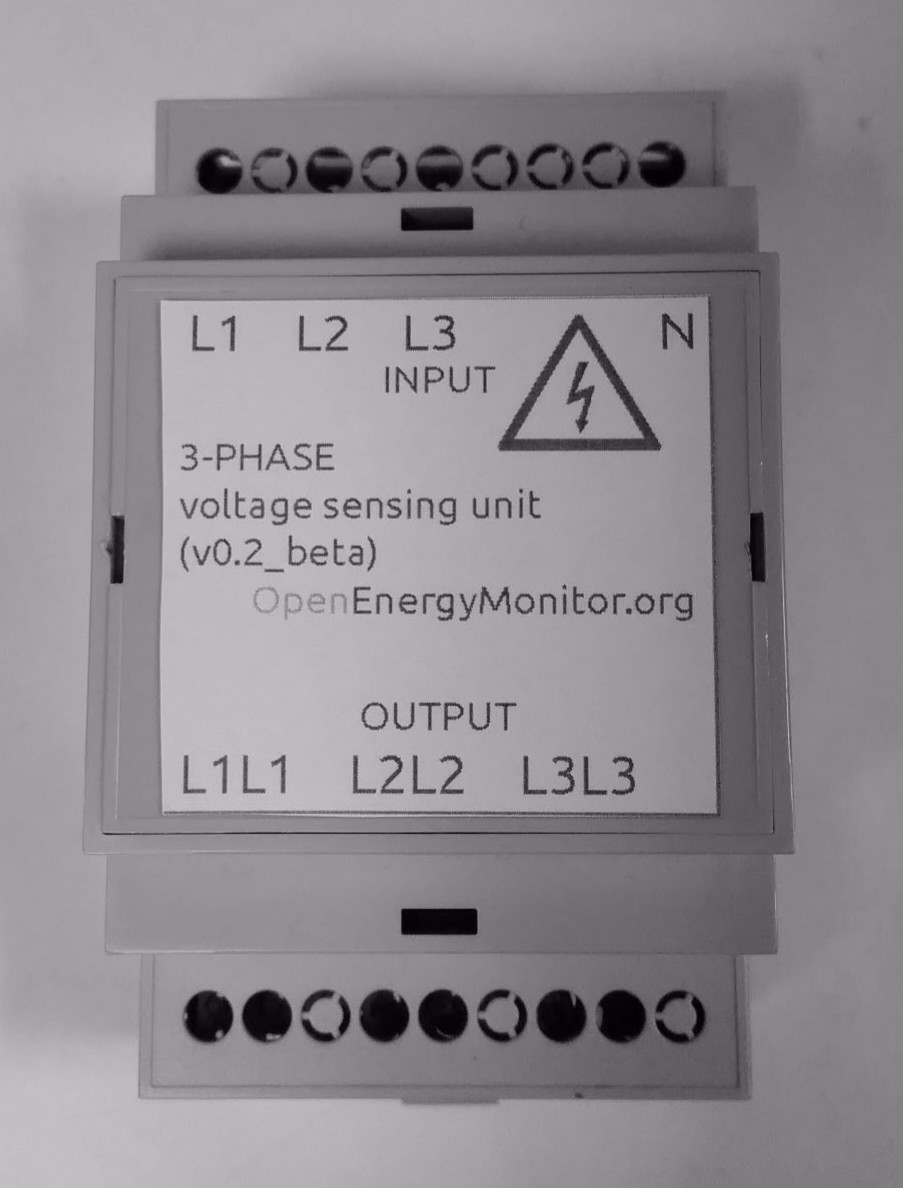 L1 L2 L3 N
INPUT
3-PHASE
voltage sensing unit
(v0.2_beta)
OpenEnergyMonitor.org
OUTPUT
L1L1 L2L2 L3L3